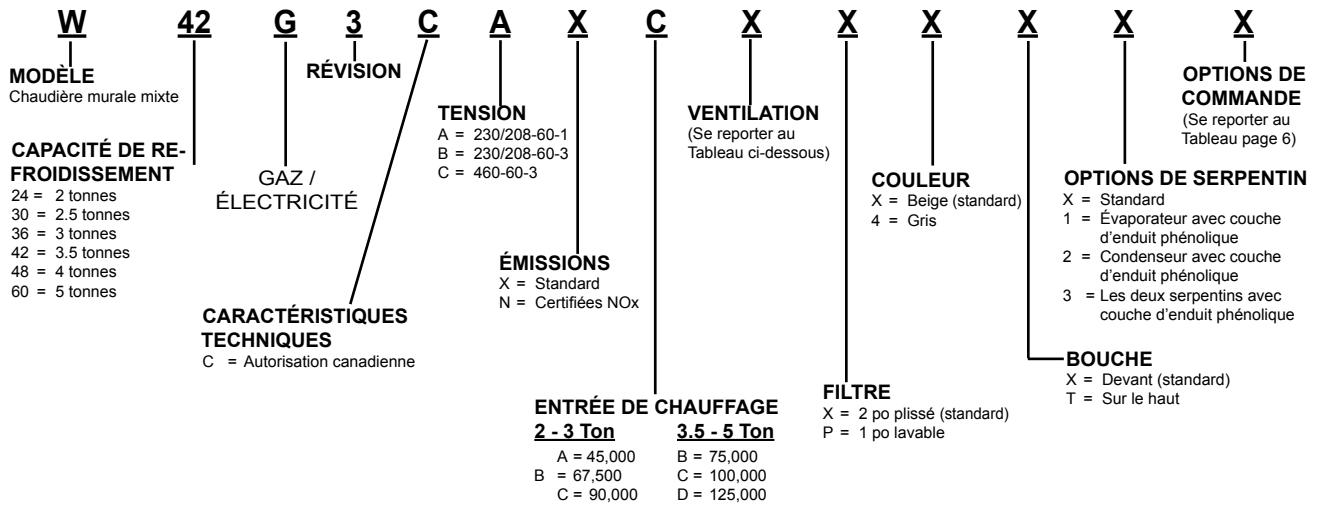 W 42 G 3 C A X C X X X X X X
MODÈLE
Chaudière murale mixte
CAPACITÉ DE RE-
FROIDISSEMENT
24 = 2 tonnes
30 = 2.5 tonnes
36 = 3 tonnes
42 = 3.5 tonnes
48 = 4 tonnes
60 = 5 tonnes
GAZ /
ÉLECTRICITÉ
RÉVISION
CARACTÉRISTIQUES
TECHNIQUES
C = Autorisation canadienne
TENSION
A = 230/208-60-1
B = 230/208-60-3
C = 460-60-3
ÉMISSIONS
X = Standard
N = Certifiées NOx
ENTRÉE DE CHAUFFAGE
2 - 3 Ton 3.5 - 5 Ton
A = 45,000 B = 75,000
B = 67,500 C = 100,000
C = 90,000 D = 125,000
VENTILATION
(Se reporter au
Tableau ci-dessous)
FILTRE
X = 2 po plissé (standard)
P = 1 po lavable
COULEUR
X = Beige (standard)
4 = Gris
BOUCHE
X = Devant (standard)
T = Sur le haut
OPTIONS DE SERPENTIN
X = Standard
1 = Évaporateur avec couche
d'enduit phénolique
2 = Condenseur avec couche
d'enduit phénolique
3 = Les deux serpentins avec
couche d'enduit phénolique
OPTIONS DE
COMMANDE
(Se reporter au
Tableau page 6)